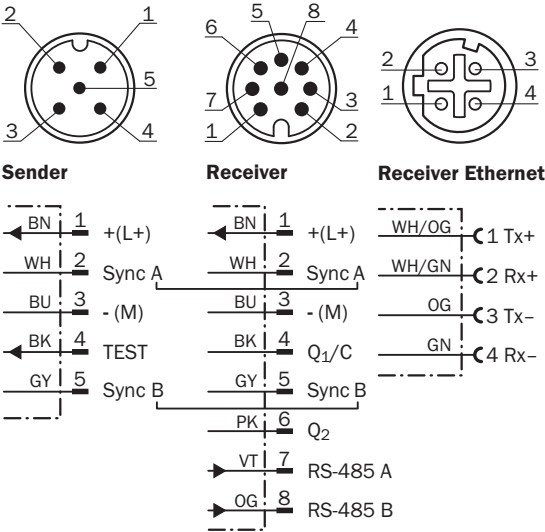 2 1
5
3 4
5 8
6 4
7 3
1 2
2 3
1 4
Sender
Receiver
Receiver Ethernet
BN 1 +(L+)
WH 2 Sync A
BU 3 - (M)
BK 4 TEST
GY 5 Sync B
BN 1 +(L+)
WH 2 Sync A
BU 3 - (M)
BK 4 Q1/C
GY 5 Sync B
PK 6 Q2
VT 7 RS-485 A
OG 8 RS-485 B
WH/OG 1 Tx+
WH/GN 2 Rx+
OG 3 Tx–
GN 4 Rx–